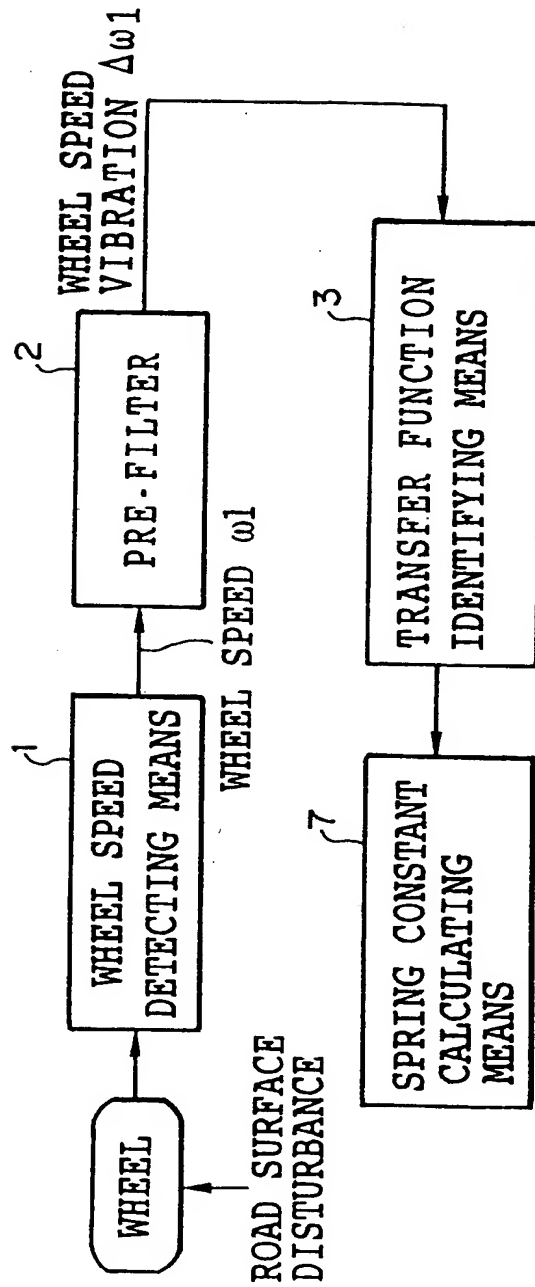 ROAD SURFACE
DISTURBANCE
WHEEL
1
WHEEL SPEED
DETECTING MEANS
WHEEL SPEED ω1
2
PRE-FILTER
WHEEL SPEED
VIBRATION Δω1
3
TRANSFER FUNCTION
IDENTIFYING MEANS
7
SPRING CONSTANT
CALCULATING
MEANS